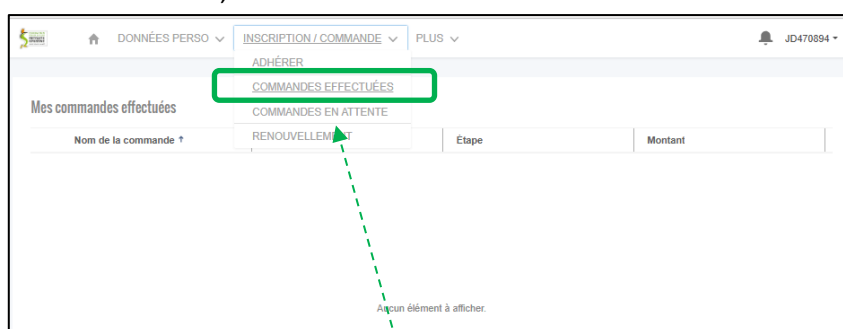 DONNÉES PERSO INSCRIPTION / COMMANDE PLUS JD470894
ADHÉRER
COMMANDES EFFECTUÉES
Mes commandes effectuées
COMMANDES EN ATTENTE
Nom de la commande ↑ RENOUVELLEMENT Étape Montant
Aucun élément à afficher.